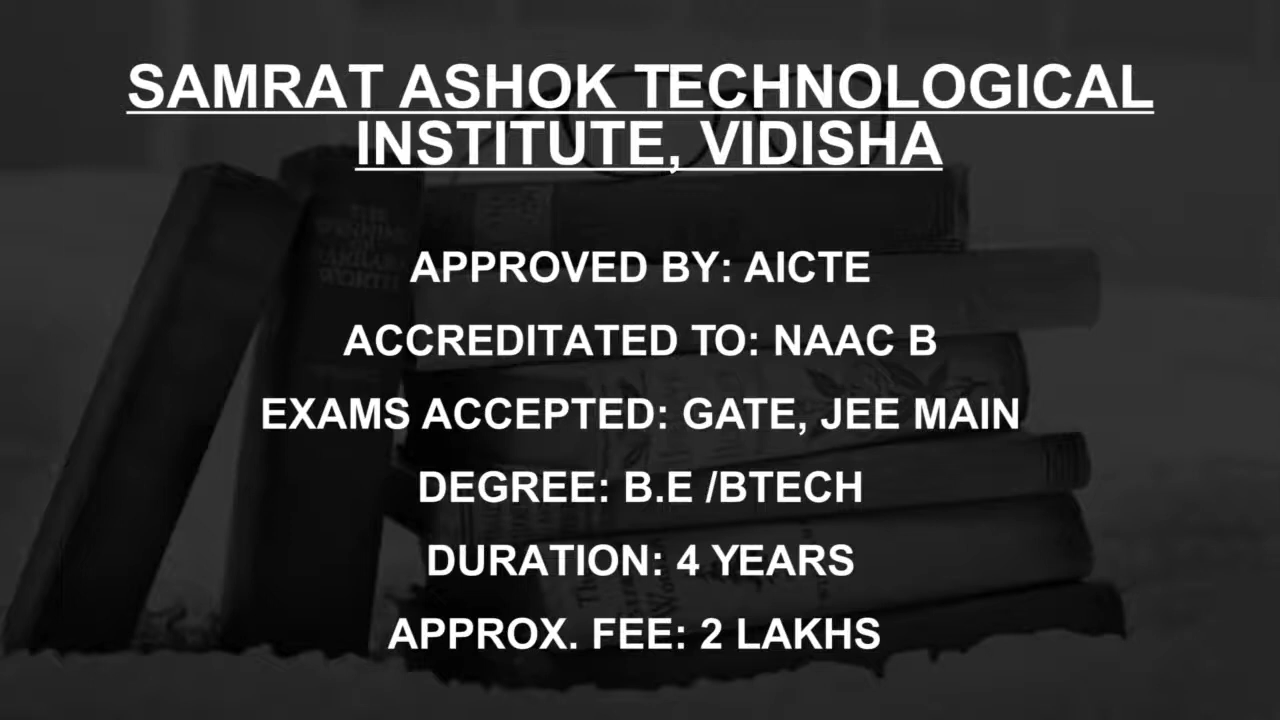 SAMRAT ASHOK TECHNOLOGICAL
INSTITUTE, VIDISHA
APPROVED BY: AICTE
ACCREDITATED TO: NAAC B
EXAMS ACCEPTED: GATE, JEE MAIN
DEGREE: B.E /BTECH
DURATION: 4 YEARS
APPROX. FEE: 2 LAKHS